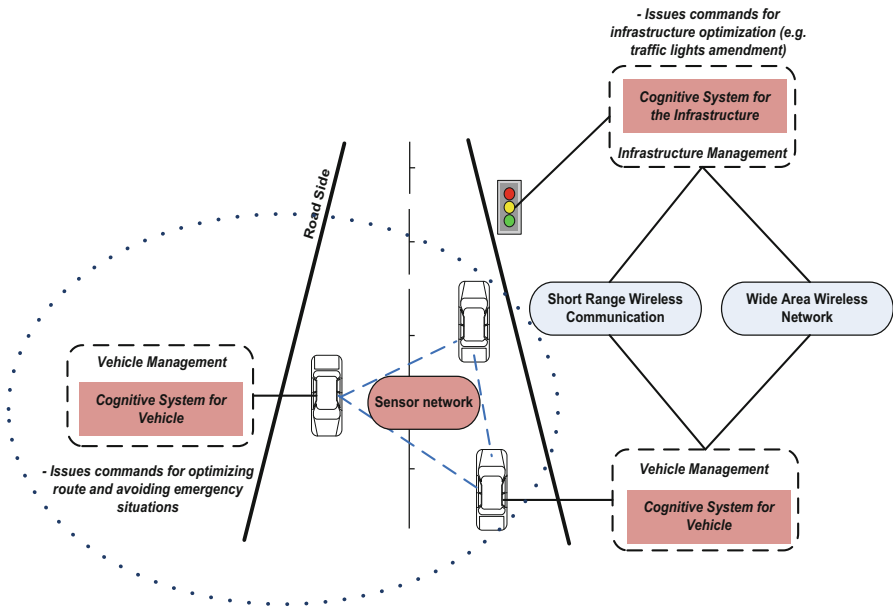 - Issues commands for
infrastructure optimization (e.g.
traffic lights amendment)
Cognitive System for
the Infrastructure
Infrastructure Management
Road Side
Short Range Wireless
Communication
Wide Area Wireless
Network
Vehicle Management
Cognitive System for
Vehicle
Sensor network
- Issues commands for optimizing
route and avoiding emergency
situations
Vehicle Management
Cognitive System for
Vehicle